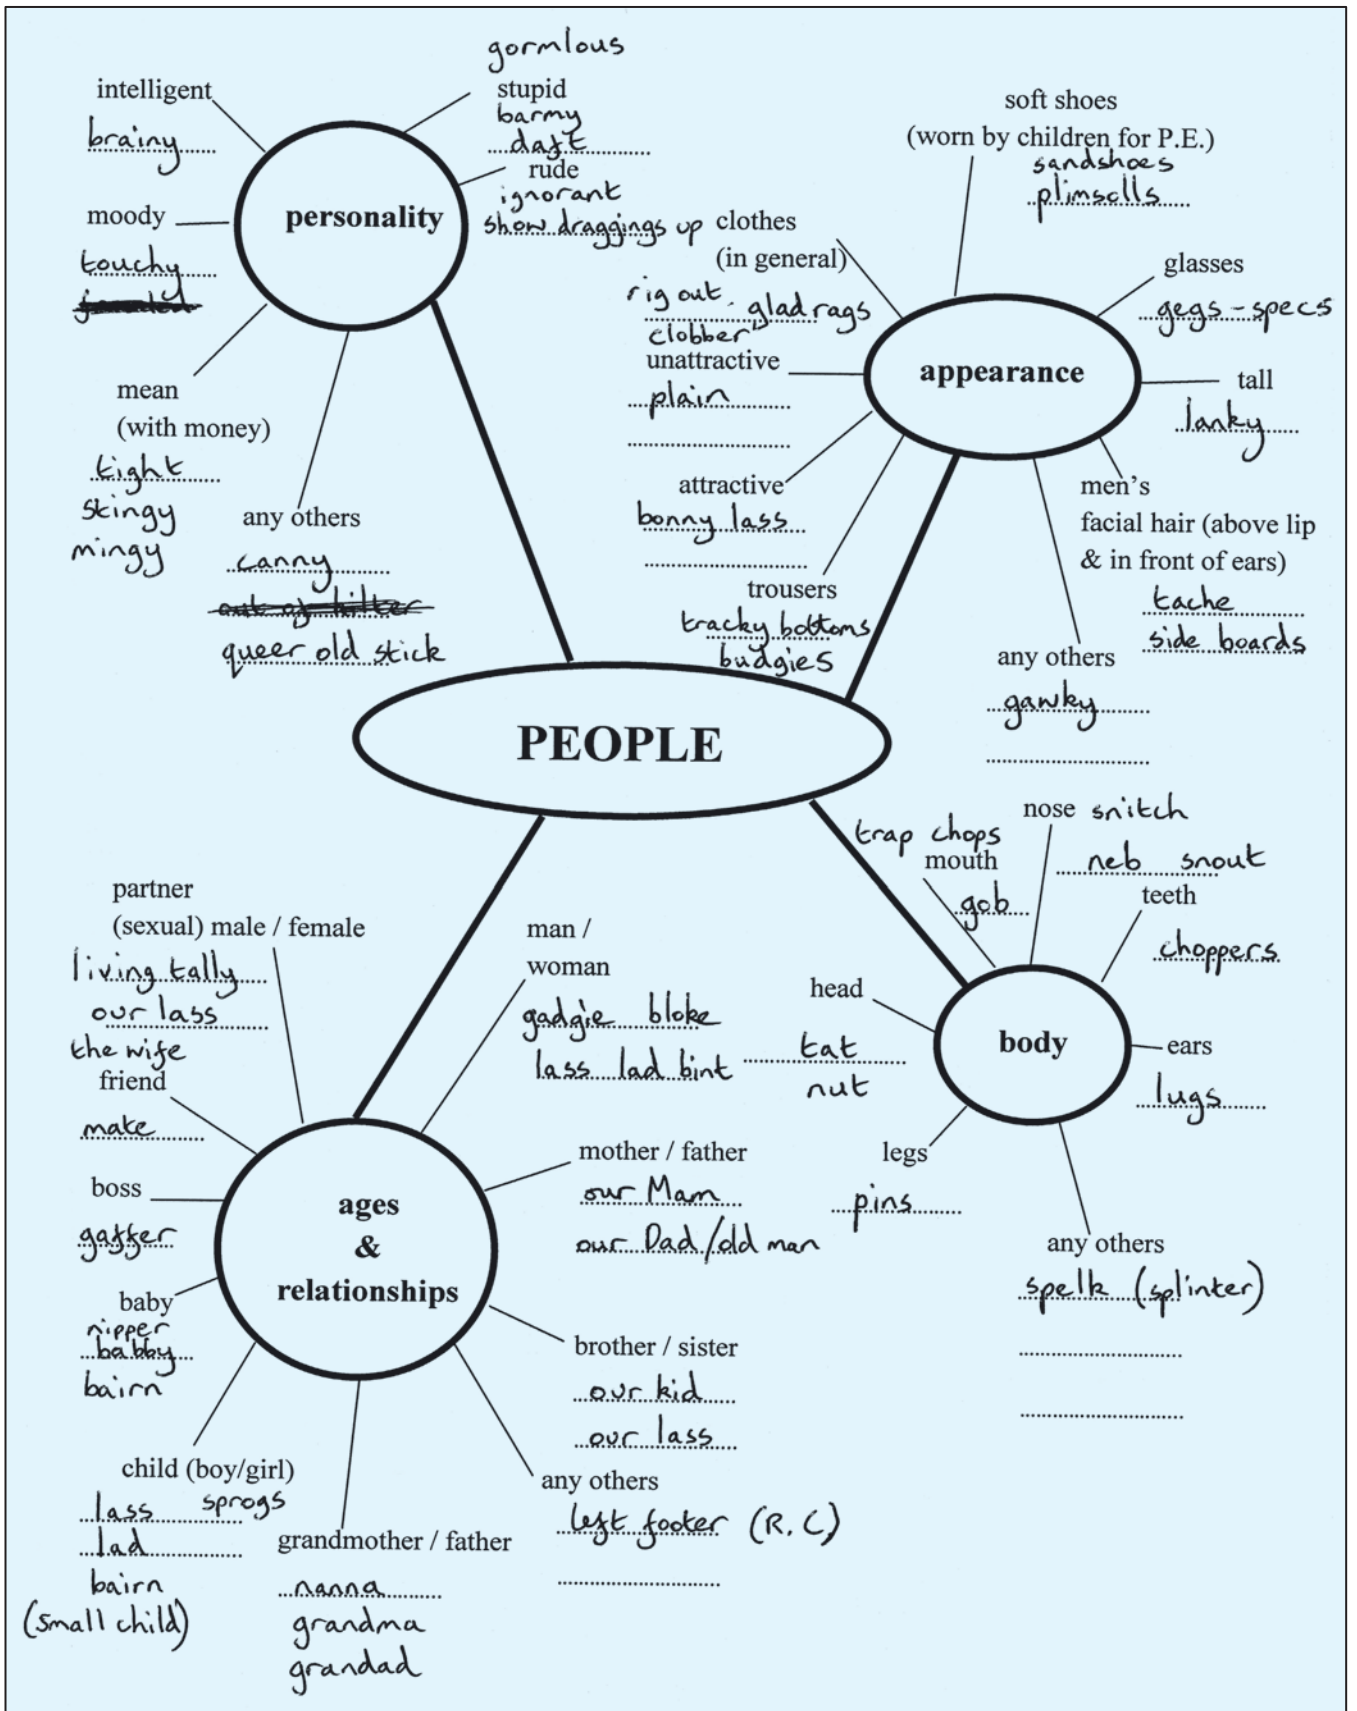 gormlous
intelligent
stupid
brainy
barmy
daft
rude
ignorant
show draggings up
personality
moody
touchy
mean
(with money)
tight
stingy
mingy
any others
canny
queer old stick
soft shoes
(worn by children for P.E.)
sandshoes
plimsolls
clothes
(in general)
rig out glad rags
clobber
glasses
gegs - specs
unattractive
plain
appearance
tall
lanky
attractive
bonny lass
men's
facial hair (above lip
& in front of ears)
tache
side boards
trousers
tracky bottoms
budgies
any others
gawky
PEOPLE
trap chops
mouth
gob
nose snitch
neb snout
teeth
choppers
head
tat
nut
body
ears
lugs
legs
pins
any others
spelk (splinter)
partner
(sexual) male / female
living tally
our lass
the wife
man /
woman
gadgie bloke
lass lad bint
friend
mate
boss
gaffer
ages
&
relationships
mother / father
our Mam
our Dad/old man
baby
nipper
babby
bairn
brother / sister
our kid
our lass
child (boy/girl)
lass sprogs
lad
bairn
(small child)
grandmother / father
nanna
grandma
grandad
any others
left footer (R.C.)